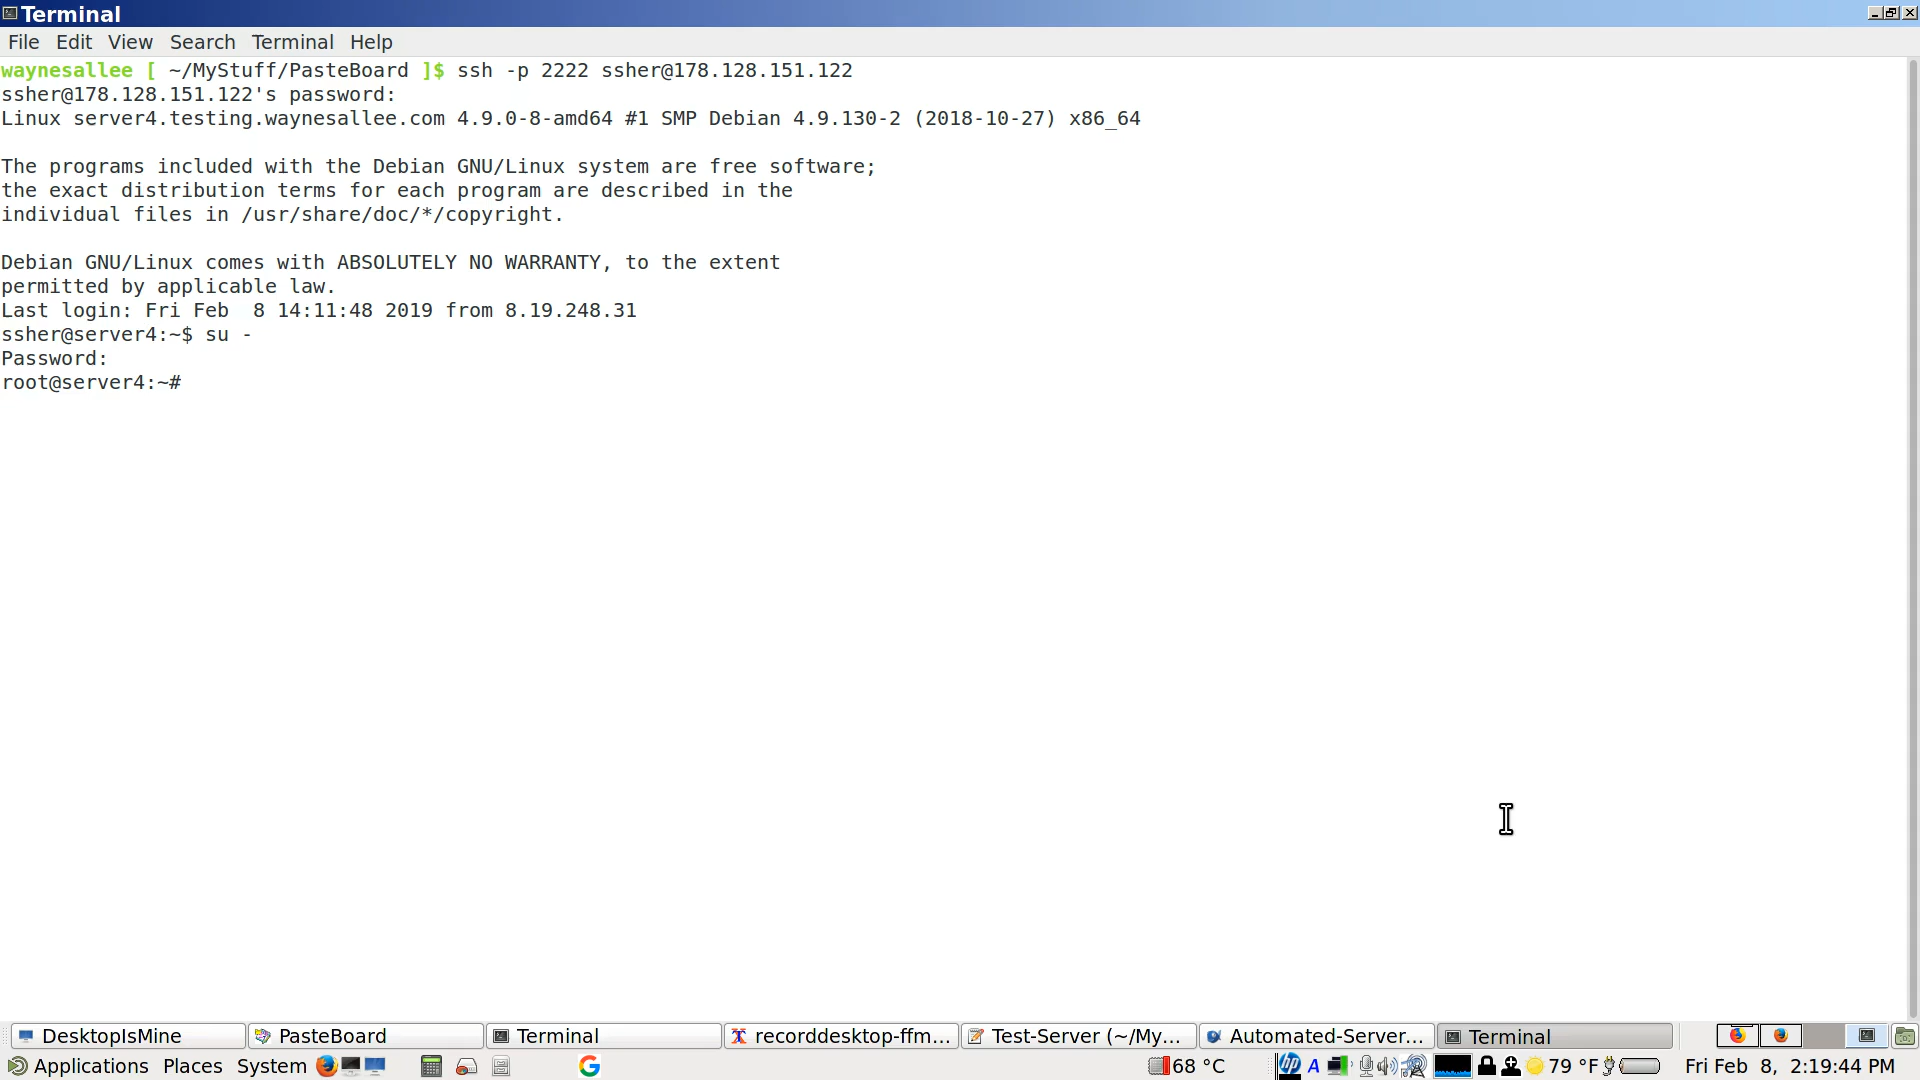 Terminal
File Edit View Search Terminal Help
waynesallee [ ~/MyStuff/PasteBoard ]$ ssh -p 2222 ssher@178.128.151.122
ssher@178.128.151.122's password:
Linux server4.testing.waynesallee.com 4.9.0-8-amd64 #1 SMP Debian 4.9.130-2 (2018-10-27) x86_64
The programs included with the Debian GNU/Linux system are free software;
the exact distribution terms for each program are described in the
individual files in /usr/share/doc/*/copyright.
Debian GNU/Linux comes with ABSOLUTELY NO WARRANTY, to the extent
permitted by applicable law.
Last login: Fri Feb  8 14:11:48 2019 from 8.19.248.31
ssher@server4:~$ su -
Password:
root@server4:~#
DesktopIsMine PasteBoard Terminal recorddesktop-ffm... Test-Server (~/My... Automated-Server... Terminal
Applications Places System G 68 °C hp A 79 °F Fri Feb  8,  2:19:44 PM